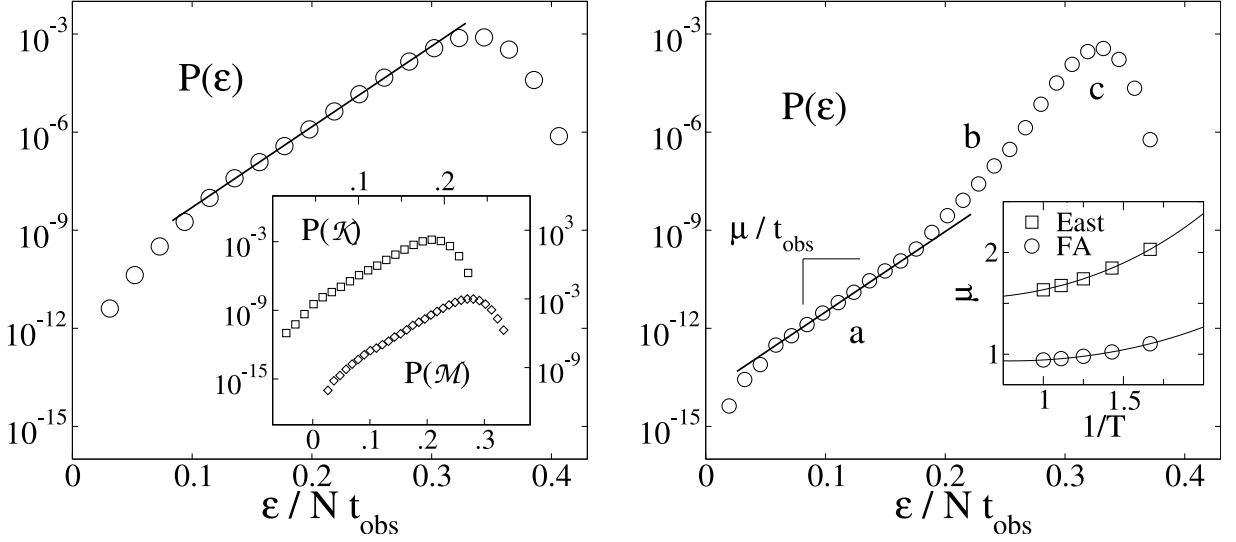 10⁻³
10⁻⁶
10⁻⁹
10⁻¹²
10⁻¹⁵
P(ε)
.1 .2
P(𝒦)
10⁻³
10⁻⁹
10⁻¹⁵
10³
10⁻³
10⁻⁹
P(ℳ)
0 .1 .2 .3
0 0.1 0.2 0.3 0.4
ε / N t_obs
10⁻³
10⁻⁶
10⁻⁹
10⁻¹²
10⁻¹⁵
P(ε)
c
b
μ / t_obs
a
East
FA
2
1
μ
1 1.5
1/T
0 0.1 0.2 0.3 0.4
ε / N t_obs